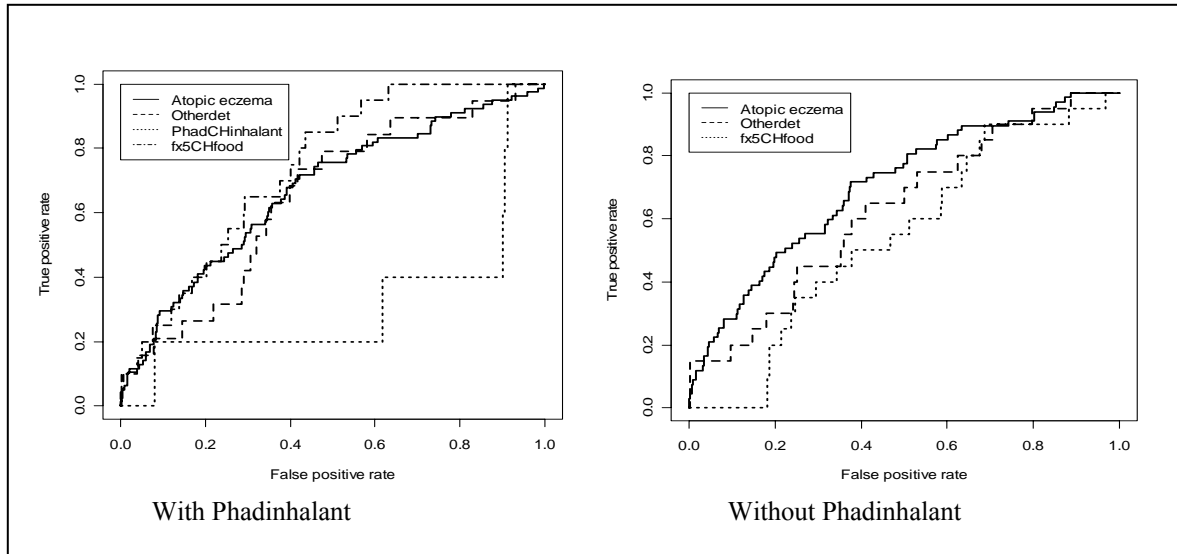 Atopic eczema
Otherdet
PhadCHinhalant
fx5CHfood
True positive rate
0.0
0.2
0.4
0.6
0.8
1.0
0.0 0.2 0.4 0.6 0.8 1.0
False positive rate
With Phadinhalant
Atopic eczema
Otherdet
fx5CHfood
True positive rate
0.0
0.2
0.4
0.6
0.8
1.0
0.0 0.2 0.4 0.6 0.8 1.0
False positive rate
Without Phadinhalant